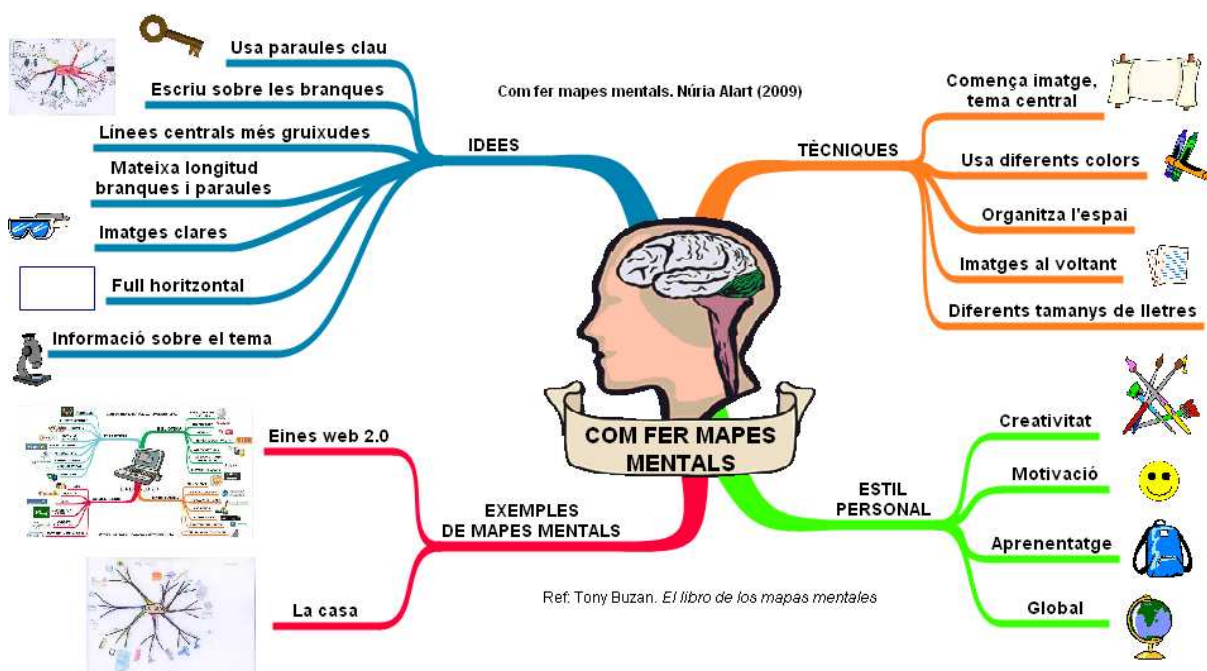 Com fer mapes mentals. Núria Alart (2009)
IDEES
Usa paraules clau
Escriu sobre les branques
Línees centrals més gruixudes
Mateixa longitud
branques i paraules
Imatges clares
Full horitzontal
Informació sobre el tema
TÈCNIQUES
Comença imatge,
tema central
Usa diferents colors
Organitza l'espai
Imatges al voltant
Diferents tamanys de lletres
COM FER MAPES
MENTALS
EXEMPLES
DE MAPES MENTALS
Eines web 2.0
La casa
ESTIL
PERSONAL
Creativitat
Motivació
Aprenentatge
Global
Ref: Tony Buzan. El libro de los mapas mentales